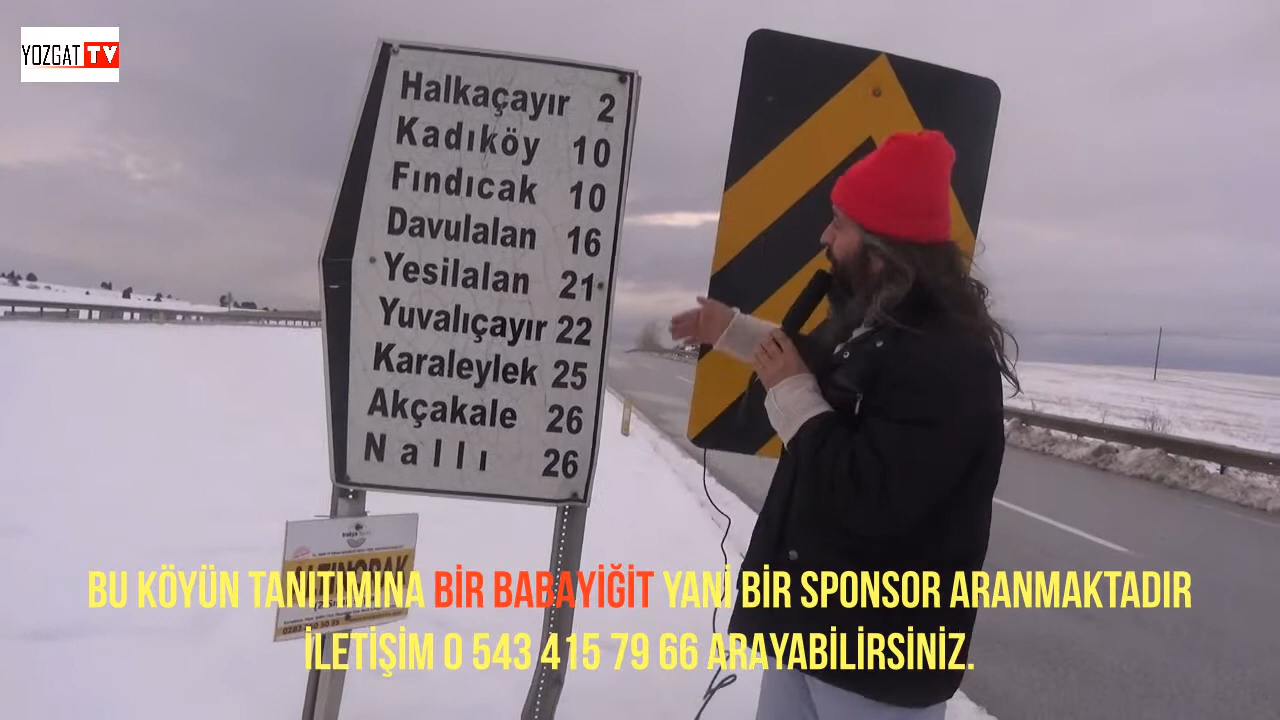 YOZGAT TV
Halkaçayır 2
Kadıköy 10
Fındıcak 10
Davulalan 16
Yesilalan 21
Yuvalıçayır 22
Karaleylek 25
Akçakale 26
Nallı 26
BU KÖYÜN TANITIMINA BİR BABAYİĞİT YANİ BİR SPONSOR ARANMAKTADIR
İLETİŞİM 0 543 415 79 66 ARAYABİLİRSİNİZ.